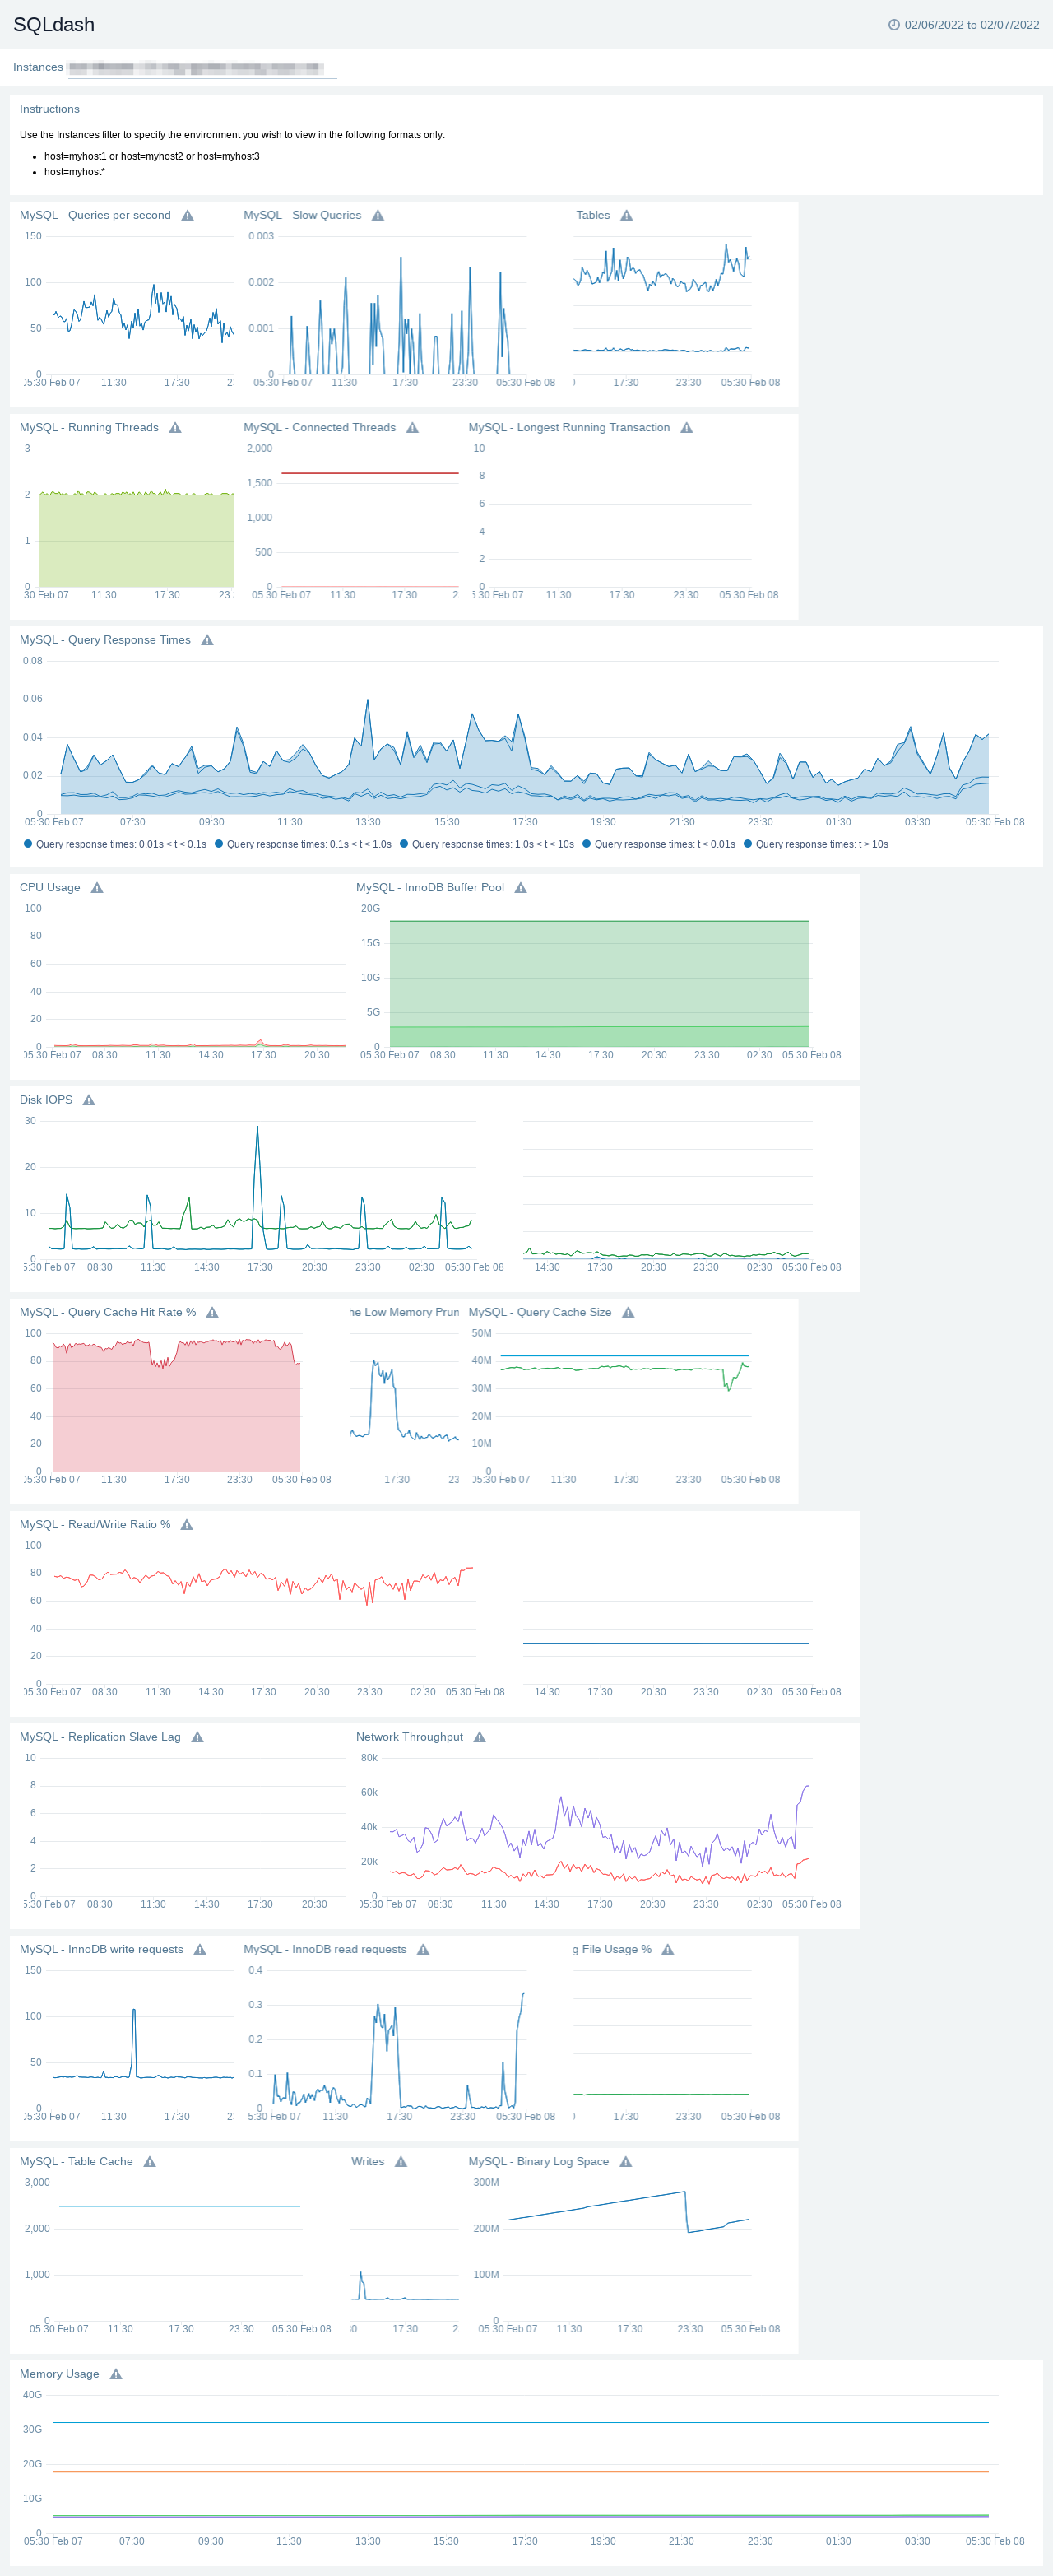 SQLdash
02/06/2022 to 02/07/2022
Instances
Instructions
Use the Instances filter to specify the environment you wish to view in the following formats only:
host=myhost1 or host=myhost2 or host=myhost3
host=myhost*
MySQL - Queries per second
150
100
50
0
05:30 Feb 07 11:30 17:30 2
MySQL - Slow Queries
0.003
0.002
0.001
0
05:30 Feb 07 11:30 17:30 23:30 05:30 Feb 08
Tables
17:30 23:30 05:30 Feb 08
MySQL - Running Threads
3
2
1
0
30 Feb 07 11:30 17:30 23:
MySQL - Connected Threads
2,000
1,500
1,000
500
0
05:30 Feb 07 11:30 17:30 2
MySQL - Longest Running Transaction
10
8
6
4
2
0
5:30 Feb 07 11:30 17:30 23:30 05:30 Feb 08
MySQL - Query Response Times
0.08
0.06
0.04
0.02
0
05:30 Feb 07 07:30 09:30 11:30 13:30 15:30 17:30 19:30 21:30 23:30 01:30 03:30 05:30 Feb 08
Query response times: 0.01s < t < 0.1s Query response times: 0.1s < t < 1.0s Query response times: 1.0s < t < 10s Query response times: t < 0.01s Query response times: t > 10s
CPU Usage
100
80
60
40
20
0
05:30 Feb 07 08:30 11:30 14:30 17:30 20:30
MySQL - InnoDB Buffer Pool
20G
15G
10G
5G
0
05:30 Feb 07 08:30 11:30 14:30 17:30 20:30 23:30 02:30 05:30 Feb 08
Disk IOPS
30
20
10
0
5:30 Feb 07 08:30 11:30 14:30 17:30 20:30 23:30 02:30 05:30 Feb 08
14:30 17:30 20:30 23:30 02:30 05:30 Feb 08
MySQL - Query Cache Hit Rate %
100
80
60
40
20
0
05:30 Feb 07 11:30 17:30 23:30 05:30 Feb 08
he Low Memory Prun
17:30 23
MySQL - Query Cache Size
50M
40M
30M
20M
10M
0
05:30 Feb 07 11:30 17:30 23:30 05:30 Feb 08
MySQL - Read/Write Ratio %
100
80
60
40
20
0
05:30 Feb 07 08:30 11:30 14:30 17:30 20:30 23:30 02:30 05:30 Feb 08
14:30 17:30 20:30 23:30 02:30 05:30 Feb 08
MySQL - Replication Slave Lag
10
8
6
4
2
0
5:30 Feb 07 08:30 11:30 14:30 17:30 20:30
Network Throughput
80k
60k
40k
20k
0
05:30 Feb 07 08:30 11:30 14:30 17:30 20:30 23:30 02:30 05:30 Feb 08
MySQL - InnoDB write requests
150
100
50
0
05:30 Feb 07 11:30 17:30 2
MySQL - InnoDB read requests
0.4
0.3
0.2
0.1
0
5:30 Feb 07 11:30 17:30 23:30 05:30 Feb 08
g File Usage %
17:30 23:30 05:30 Feb 08
MySQL - Table Cache
3,000
2,000
1,000
0
05:30 Feb 07 11:30 17:30 23:30 05:30 Feb 08
Writes
30 17:30 2
MySQL - Binary Log Space
300M
200M
100M
0
05:30 Feb 07 11:30 17:30 23:30 05:30 Feb 08
Memory Usage
40G
30G
20G
10G
0
05:30 Feb 07 07:30 09:30 11:30 13:30 15:30 17:30 19:30 21:30 23:30 01:30 03:30 05:30 Feb 08